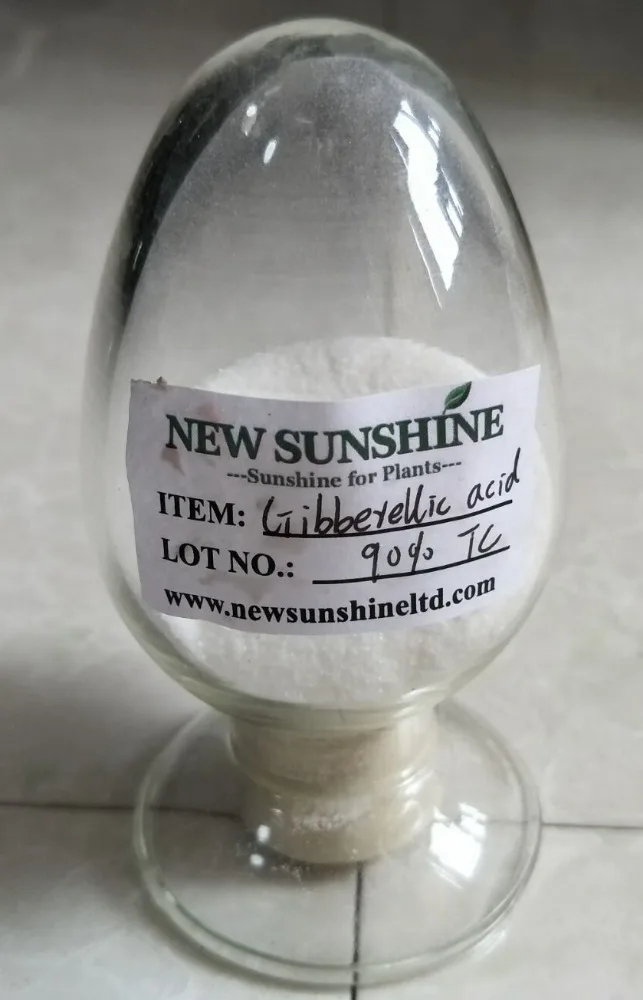 NEW SUNSHINE
---Sunshine for Plants---
ITEM: Gibberellic acid
LOT NO.: 90% TC
www.newsunshineltd.com